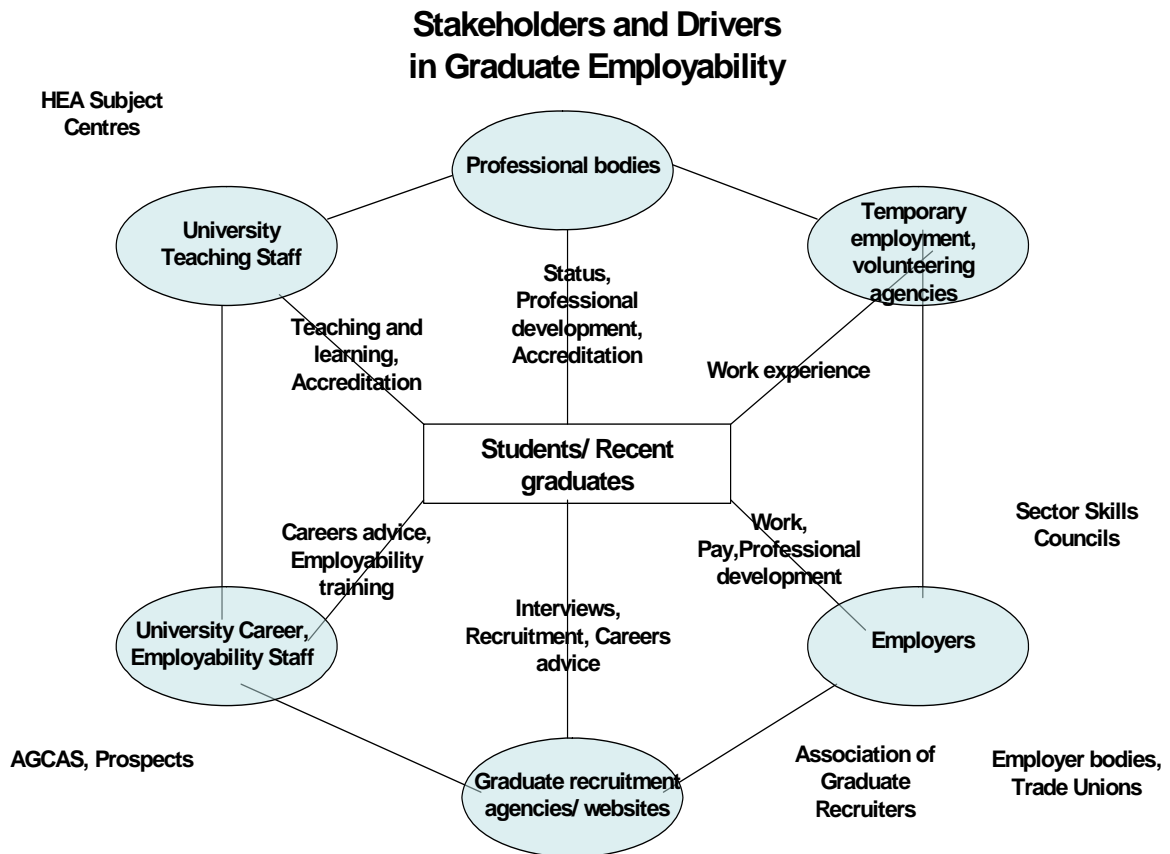 Stakeholders and Drivers
in Graduate Employability
HEA Subject
Centres
Professional bodies
University
Teaching Staff
Temporary
employment,
volunteering
agencies
Status,
Professional
development,
Accreditation
Teaching and
learning,
Accreditation
Work experience
Students/ Recent
graduates
Careers advice,
Employability
training
Work,
Pay,Professional
development
Sector Skills
Councils
Interviews,
Recruitment, Careers
advice
University Career,
Employability Staff
Employers
AGCAS, Prospects
Graduate recruitment
agencies/ websites
Association of
Graduate
Recruiters
Employer bodies,
Trade Unions